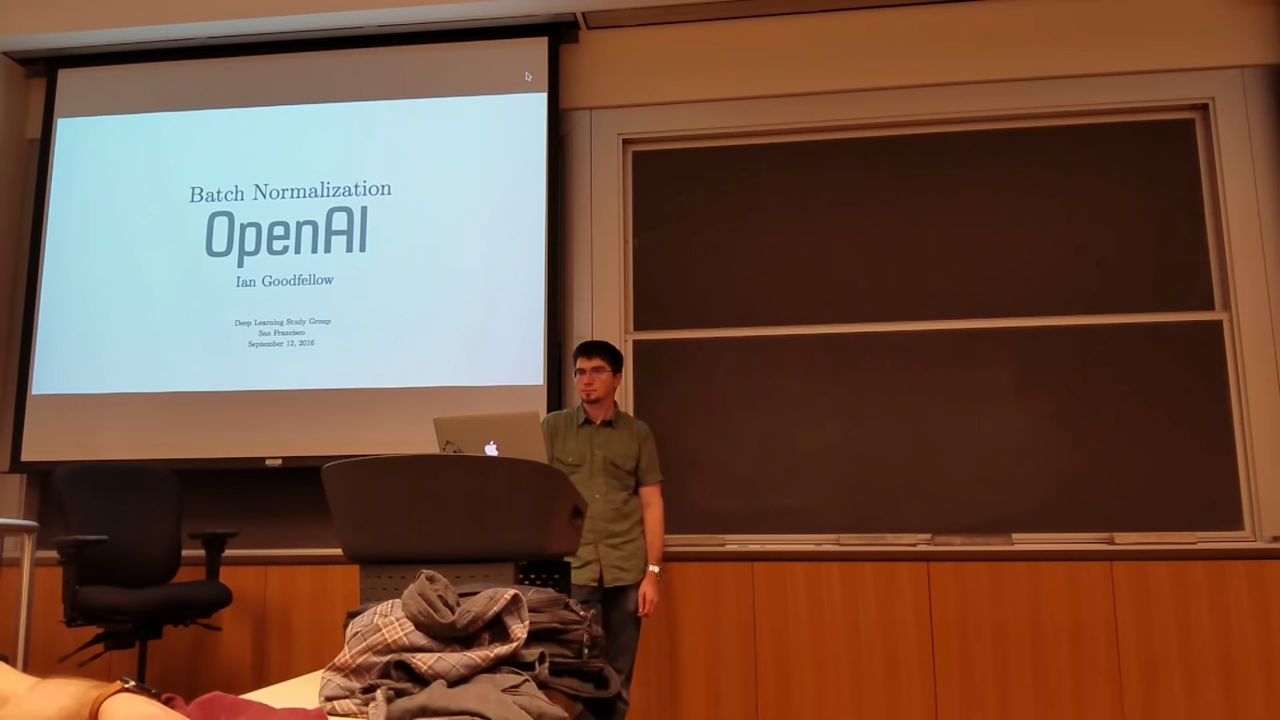 Batch Normalization
OpenAI
Ian Goodfellow
Deep Learning Study Group
San Francisco
September 12, 2016